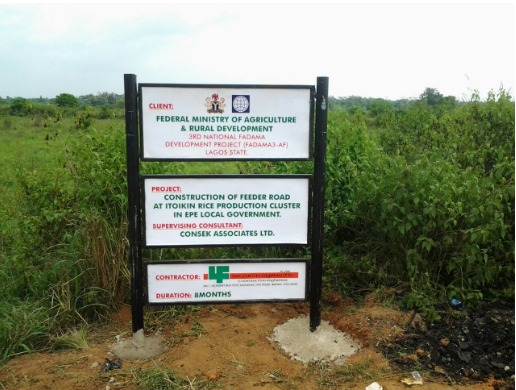 CLIENT:
FEDERAL MINISTRY OF AGRICULTURE
& RURAL DEVELOPMENT
3RD NATIONAL FADAMA
DEVELOPMENT PROJECT (FADAMA3-AF)
LAGOS STATE
PROJECT:
CONSTRUCTION OF FEEDER ROAD
AT ITOIKIN RICE PRODUCTION CLUSTER
IN EPE LOCAL GOVERNMENT.
SUPERVISING CONSULTANT:
CONSEK ASSOCIATES LTD.
CONTRACTOR:
DURATION: 8MONTHS